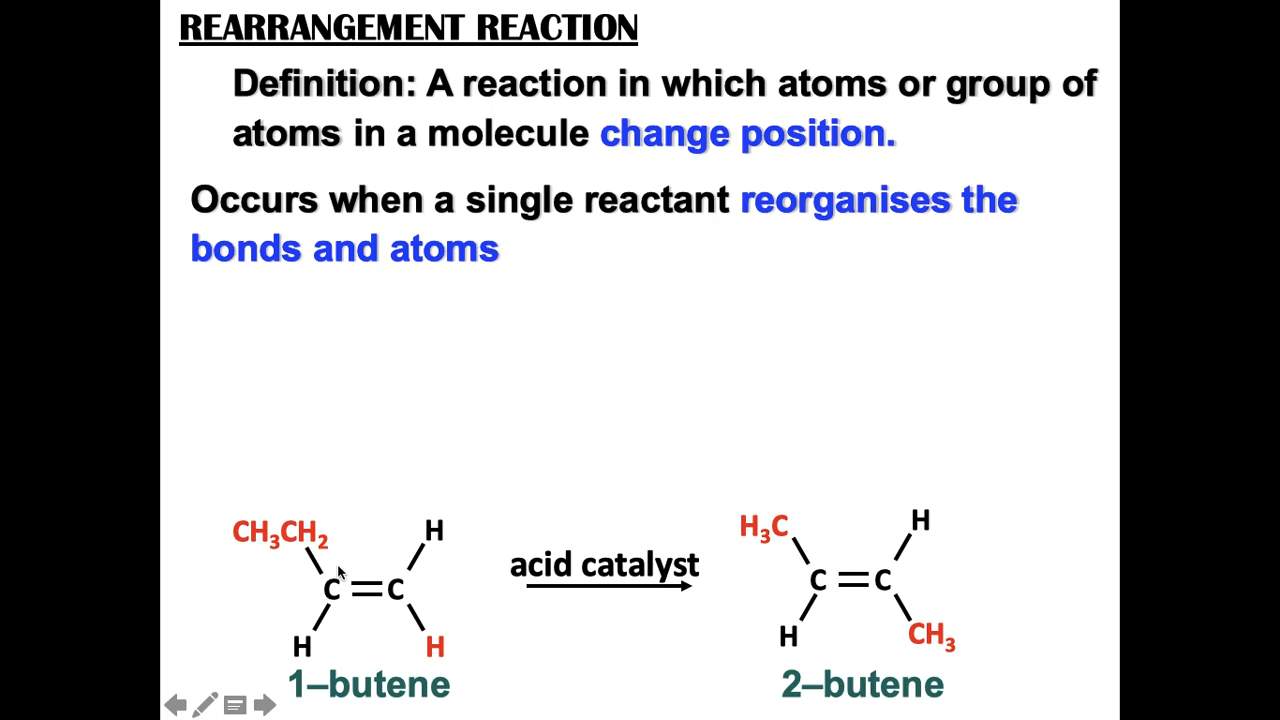 REARRANGEMENT REACTION
Definition: A reaction in which atoms or group of
atoms in a molecule change position.
Occurs when a single reactant reorganises the
bonds and atoms
CH₃CH₂ H
C=C
H H
1–butene
acid catalyst
H₃C H
C=C
H CH₃
2–butene